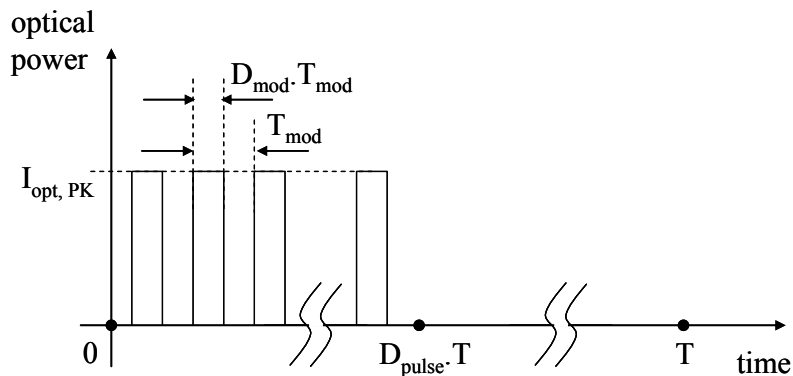 optical
power
D_mod.T_mod
T_mod
I_opt, PK
0
D_pulse.T
T
time